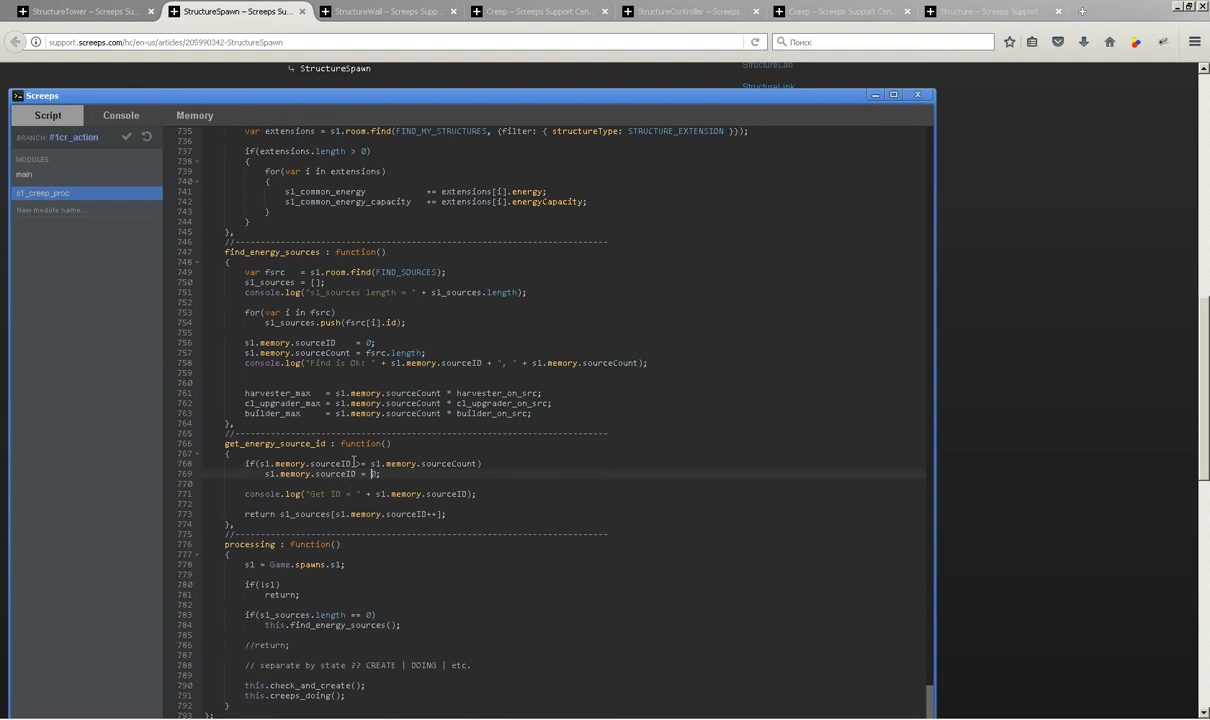 StructureTower – Screeps Su...
StructureSpawn – Screeps Su...
StructureWall – Screeps Supp...
Creep – Screeps Support Cen...
StructureController – Screeps...
Creep – Screeps Support Cen...
Structure – Screeps Support ...
support.screeps.com/hc/en-us/articles/205990342-StructureSpawn
Поиск
StructureLab
↳ StructureSpawn
StructureLink
Screeps
Script
Console
Memory
BRANCH: #1cr_action
MODULES:
main
s1_creep_proc
New module name...
735 var extensions = s1.room.find(FIND_MY_STRUCTURES, {filter: { structureType: STRUCTURE_EXTENSION }});
736
737 if(extensions.length > 0)
738 {
739 for(var i in extensions)
740 {
741 s1_common_energy += extensions[i].energy;
742 s1_common_energy_capacity += extensions[i].energyCapacity;
743 }
744 }
745 },
746 //--------------------------------------------------------------------------
747 find_energy_sources : function()
748 {
749 var fsrc = s1.room.find(FIND_SOURCES);
750 s1_sources = [];
751 console.log("s1_sources length = " + s1_sources.length);
752
753 for(var i in fsrc)
754 s1_sources.push(fsrc[i].id);
755
756 s1.memory.sourceID = 0;
757 s1.memory.sourceCount = fsrc.length;
758 console.log("Find is Ok: " + s1.memory.sourceID + ", " + s1.memory.sourceCount);
759
760
761 harvester_max = s1.memory.sourceCount * harvester_on_src;
762 cl_upgrader_max = s1.memory.sourceCount * cl_upgrader_on_src;
763 builder_max = s1.memory.sourceCount * builder_on_src;
764 },
765 //--------------------------------------------------------------------------
766 get_energy_source_id : function()
767 {
768 if(s1.memory.sourceID >= s1.memory.sourceCount)
769 s1.memory.sourceID = 0;
770
771 console.log("Get ID = " + s1.memory.sourceID);
772
773 return s1_sources[s1.memory.sourceID++];
774 },
775 //--------------------------------------------------------------------------
776 processing : function()
777 {
778 s1 = Game.spawns.s1;
779
780 if(!s1)
781 return;
782
783 if(s1_sources.length == 0)
784 this.find_energy_sources();
785
786 //return;
787
788 // separate by state ?? CREATE | DOING | etc.
789
790 this.check_and_create();
791 this.creeps_doing();
792 }
793 };